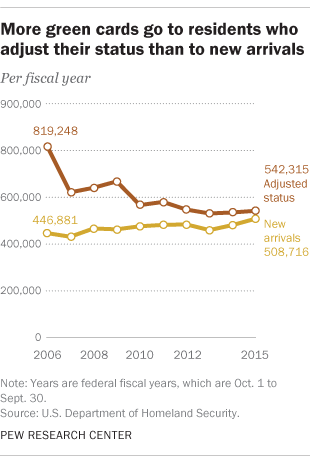 More green cards go to residents who
adjust their status than to new arrivals
Per fiscal year
900,000
819,248
800,000
542,315
Adjusted
status
600,000
446,881
New
arrivals
508,716
400,000
200,000
0
2006 2008 2010 2012 2015
Note: Years are federal fiscal years, which are Oct. 1 to
Sept. 30.
Source: U.S. Department of Homeland Security.
PEW RESEARCH CENTER